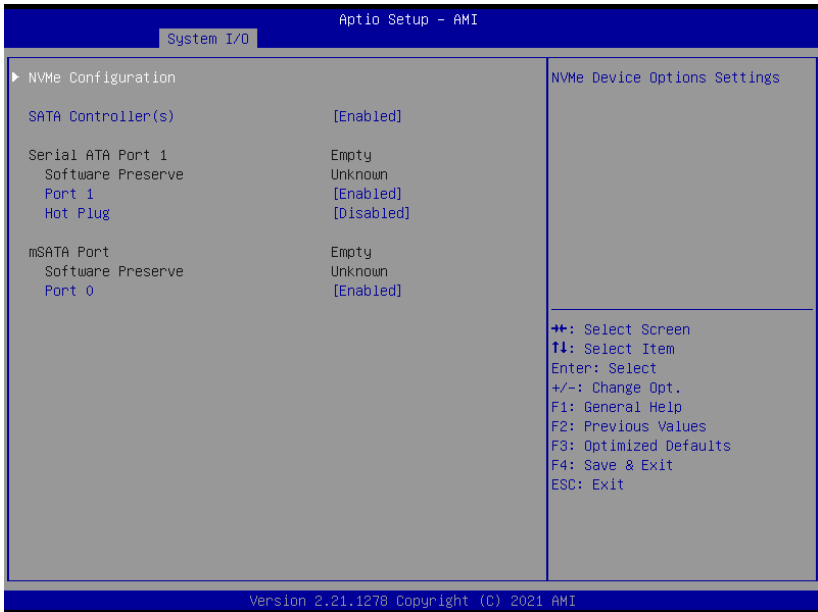 Aptio Setup – AMI
System I/O
NVMe Configuration
NVMe Device Options Settings
SATA Controller(s) [Enabled]
Serial ATA Port 1 Empty
Software Preserve Unknown
Port 1 [Enabled]
Hot Plug [Disabled]
mSATA Port Empty
Software Preserve Unknown
Port 0 [Enabled]
→←: Select Screen
↑↓: Select Item
Enter: Select
+/-: Change Opt.
F1: General Help
F2: Previous Values
F3: Optimized Defaults
F4: Save & Exit
ESC: Exit
Version 2.21.1278 Copyright (C) 2021 AMI